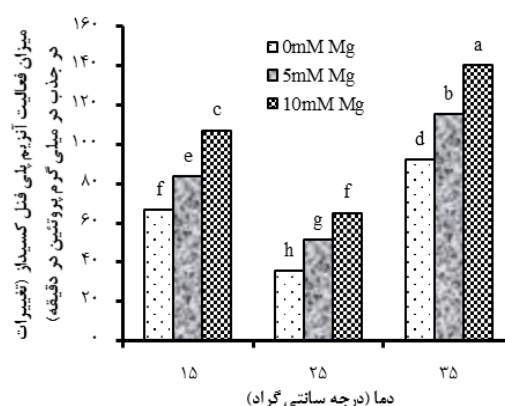 میزان فعالیت آنزیم پلی فنل کسیداز (تغییرات
در جذب در میلی گرم پروتئین در دقیقه)
۱۶۰
۱۴۰
۱۲۰
۱۰۰
۸۰
۶۰
۴۰
۲۰
۰
0mM Mg
5mM Mg
10mM Mg
f e c
h g f
d b a
۱۵ ۲۵ ۳۵
دما (درجه سانتی گراد)